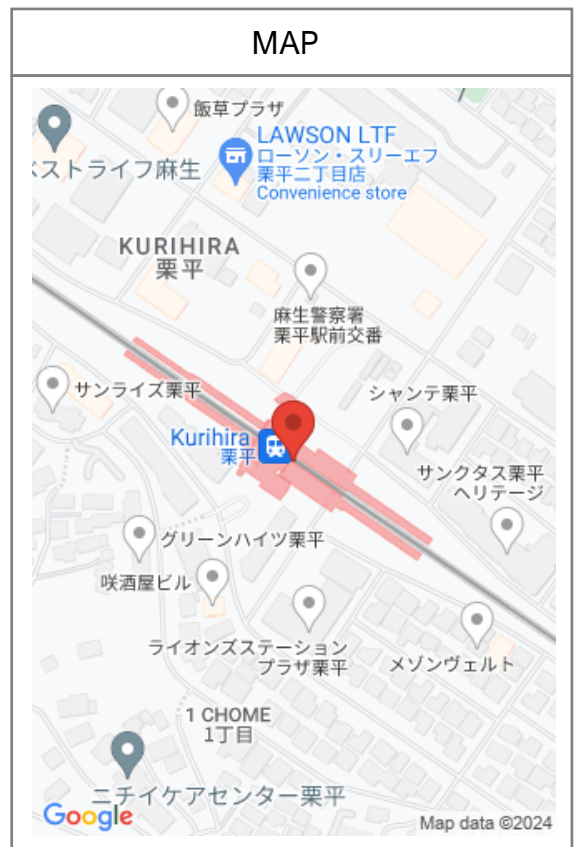 MAP
飯草プラザ
LAWSON LTF
ローソン・スリーエフ
栗平二丁目店
Convenience store
ベストライフ麻生
KURIHIRA
栗平
麻生警察署
栗平駅前交番
サンライズ栗平
シャンテ栗平
Kurihira
栗平
サンクタス栗平
ヘリテージ
グリーンハイツ栗平
咲酒屋ビル
ライオンズステーション
プラザ栗平
メゾンヴェルト
1 CHOME
1丁目
ニチイケアセンター栗平
Google
Map data ©2024